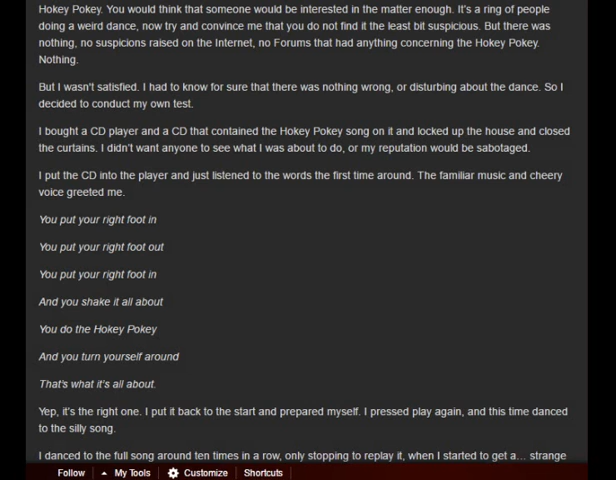 Hokey Pokey. You would think that someone would be interested in the matter enough. It's a ring of people
doing a weird dance, now try and convince me that you do not find it the least bit suspicious. But there was
nothing, no suspicions raised on the Internet, no Forums that had anything concerning the Hokey Pokey.
Nothing.
But I wasn't satisfied. I had to know for sure that there was nothing wrong, or disturbing about the dance. So I
decided to conduct my own test.
I bought a CD player and a CD that contained the Hokey Pokey song on it and locked up the house and closed
the curtains. I didn't want anyone to see what I was about to do, or my reputation would be sabotaged.
I put the CD into the player and just listened to the words the first time around. The familiar music and cheery
voice greeted me.
You put your right foot in
You put your right foot out
You put your right foot in
And you shake it all about
You do the Hokey Pokey
And you turn yourself around
That's what it's all about.
Yep, it's the right one. I put it back to the start and prepared myself. I pressed play again, and this time danced
to the silly song.
I danced to the full song around ten times in a row, only stopping to replay it, when I started to get a... strange
Follow My Tools Customize Shortcuts